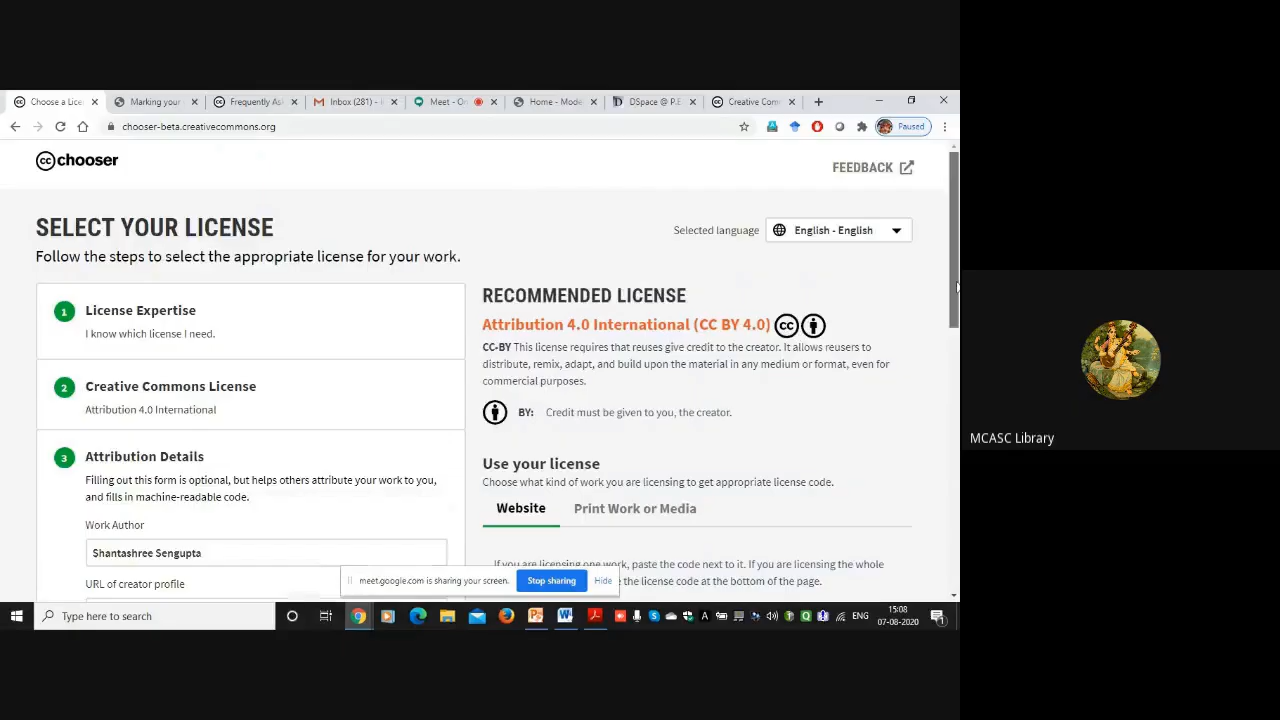 Choose a Lice
Marking your
Frequently As
Inbox (281) -
Meet - On
Home - Mode
DSpace @ P.E
Creative Com
chooser-beta.creativecommons.org
Paused
cc chooser
FEEDBACK
SELECT YOUR LICENSE
Selected language
English - English
Follow the steps to select the appropriate license for your work.
1 License Expertise
I know which license I need.
2 Creative Commons License
Attribution 4.0 International
3 Attribution Details
Filling out this form is optional, but helps others attribute your work to you,
and fills in machine-readable code.
Work Author
Shantashree Sengupta
URL of creator profile
RECOMMENDED LICENSE
Attribution 4.0 International (CC BY 4.0)
CC-BY This license requires that reuses give credit to the creator. It allows reusers to
distribute, remix, adapt, and build upon the material in any medium or format, even for
commercial purposes.
BY: Credit must be given to you, the creator.
Use your license
Choose what kind of work you are licensing to get appropriate license code.
Website
Print Work or Media
If you are licensing one work, paste the code next to it. If you are licensing the whole
the license code at the bottom of the page.
meet.google.com is sharing your screen.
Stop sharing
Hide
Type here to search
ENG
15:08
07-08-2020
MCASC Library